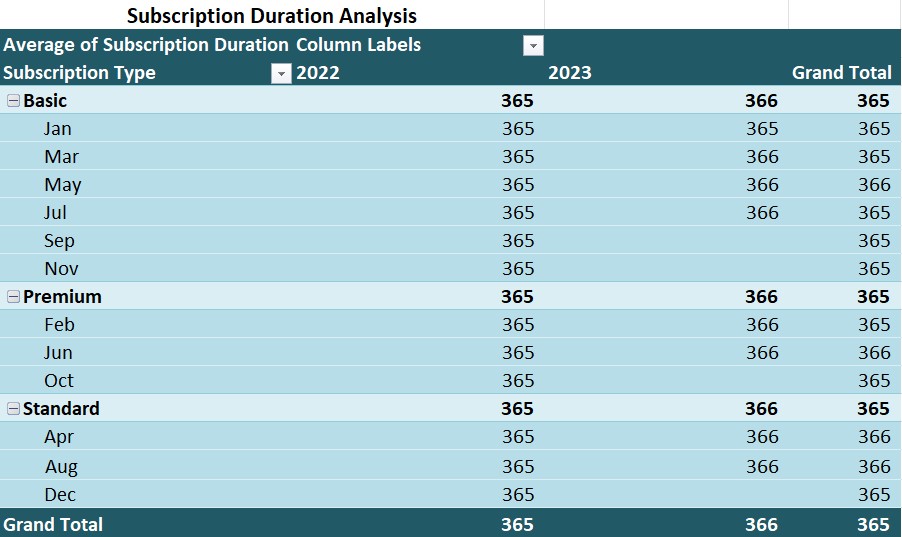 Subscription Duration Analysis
Average of Subscription Duration Column Labels
Subscription Type 2022 2023 Grand Total
Basic 365 366 365
Jan 365 365 365
Mar 365 366 365
May 365 366 366
Jul 365 366 365
Sep 365 365
Nov 365 365
Premium 365 366 365
Feb 365 366 365
Jun 365 366 366
Oct 365 365
Standard 365 366 365
Apr 365 366 366
Aug 365 366 366
Dec 365 365
Grand Total 365 366 365